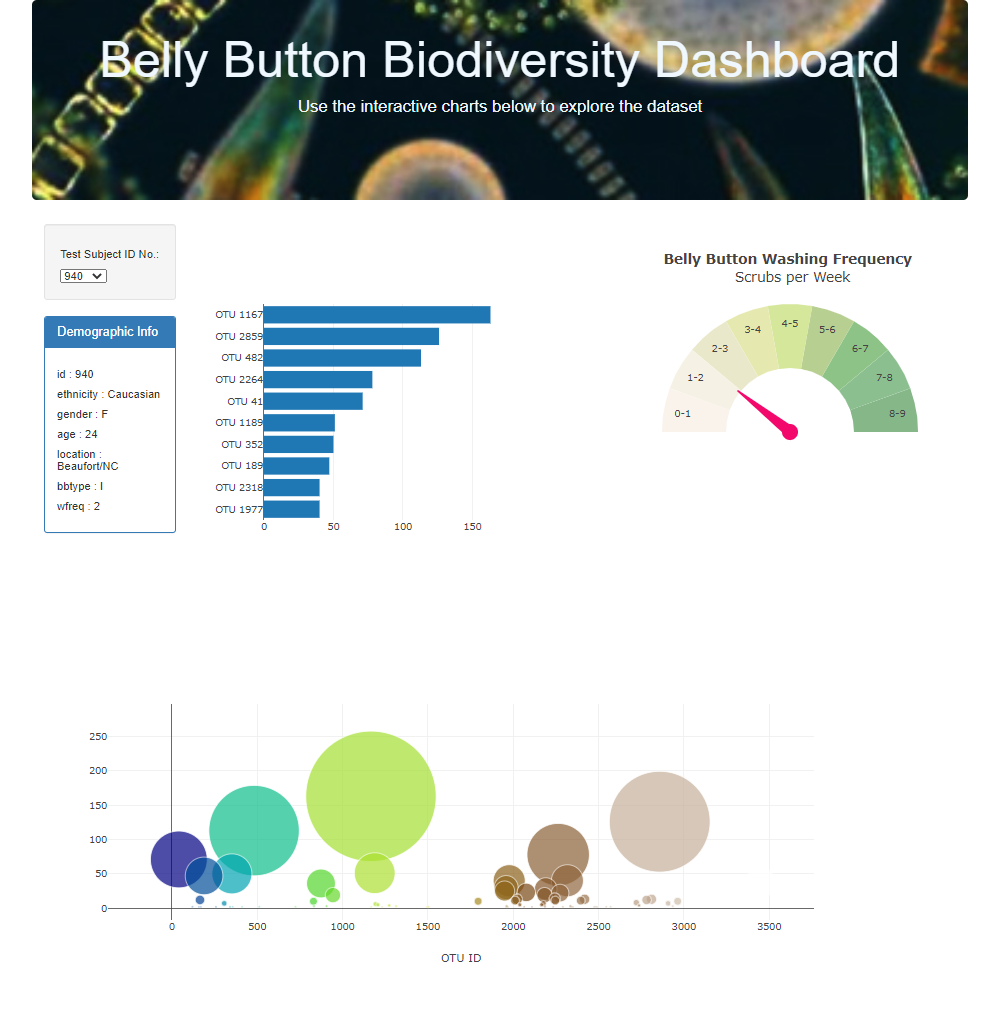 Belly Button Biodiversity Dashboard
Use the interactive charts below to explore the dataset
Test Subject ID No.:
940
Demographic Info
id : 940
ethnicity : Caucasian
gender : F
age : 24
location :
Beaufort/NC
bbtype : I
wfreq : 2
OTU 1167
OTU 2859
OTU 482
OTU 2264
OTU 41
OTU 1189
OTU 352
OTU 189
OTU 2318
OTU 1977
0 50 100 150
Belly Button Washing Frequency
Scrubs per Week
0-1
1-2
2-3
3-4
4-5
5-6
6-7
7-8
8-9
250
200
150
100
50
0
0 500 1000 1500 2000 2500 3000 3500
OTU ID